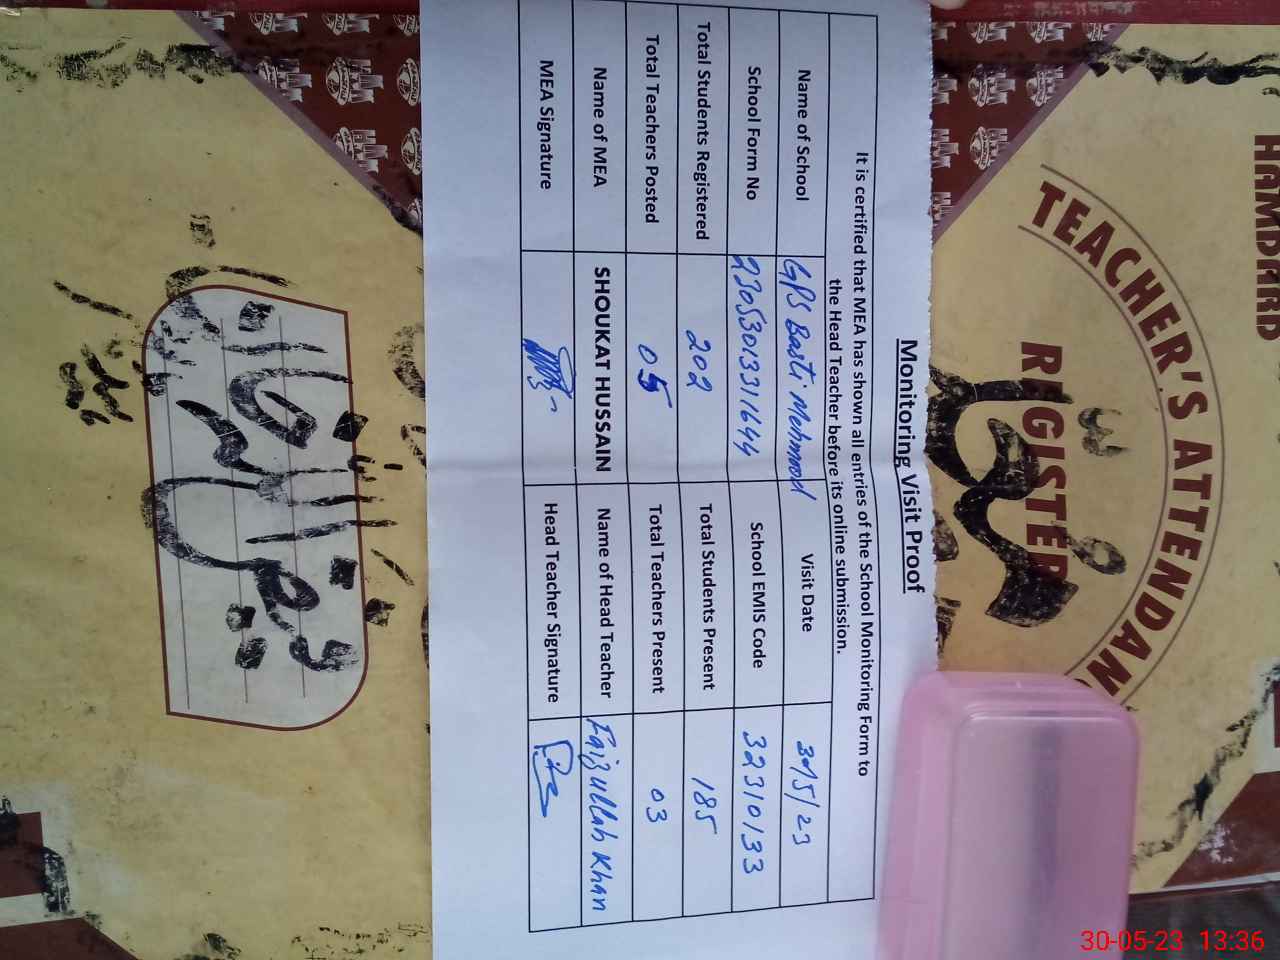 HAMDARD
TEACHER'S ATTENDANC
REGISTER
Monitoring Visit Proof
It is certified that MEA has shown all entries of the School Monitoring Form to
the Head Teacher before its online submission.
Name of School GPS Basti Mehmood Visit Date 30/5/23
School Form No 2305301331644 School EMIS Code 32310133
Total Students Registered 202 Total Students Present 185
Total Teachers Posted 05 Total Teachers Present 03
Name of MEA SHOUKAT HUSSAIN Name of Head Teacher Faizullah Khan
MEA Signature Head Teacher Signature
30-05-23 13:36